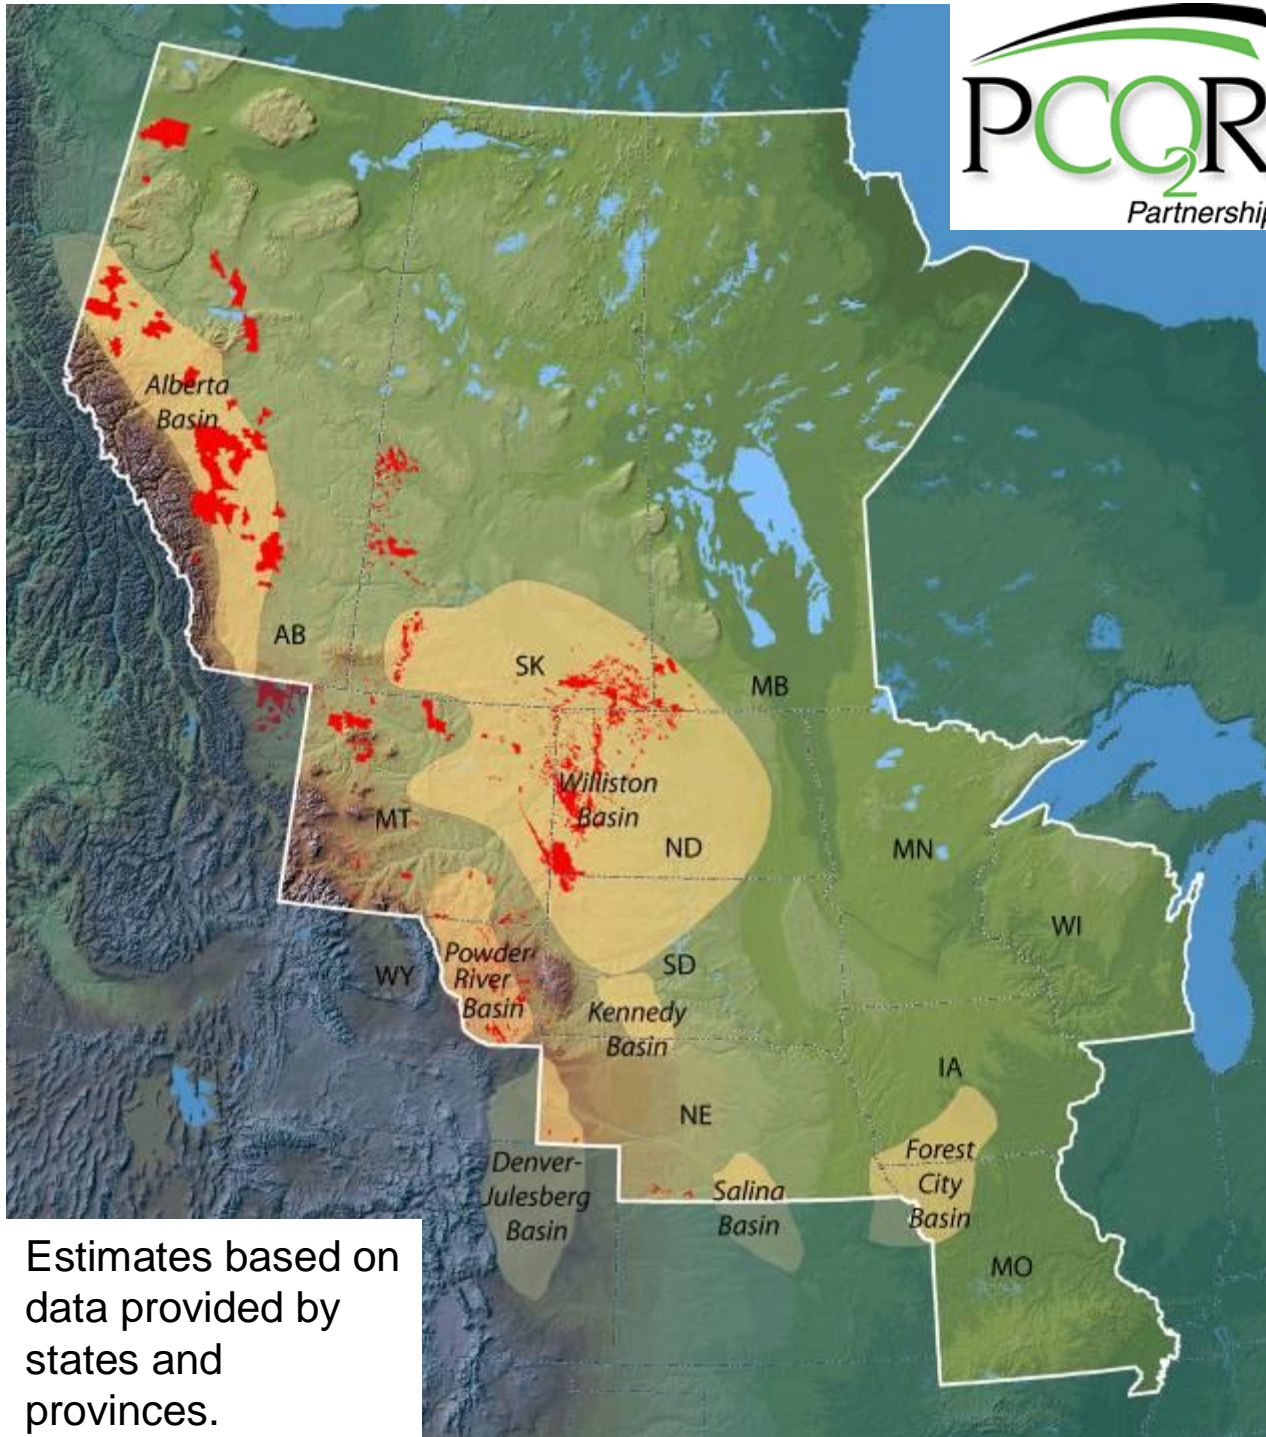 PCO2R
Partnership
Alberta
Basin
AB
SK
MB
Williston
Basin
MT
ND
MN
WI
Powder
River
Basin
WY
SD
Kennedy
Basin
IA
NE
Forest
City
Basin
Denver-
Julesberg
Basin
Salina
Basin
MO
Estimates based on
data provided by
states and
provinces.